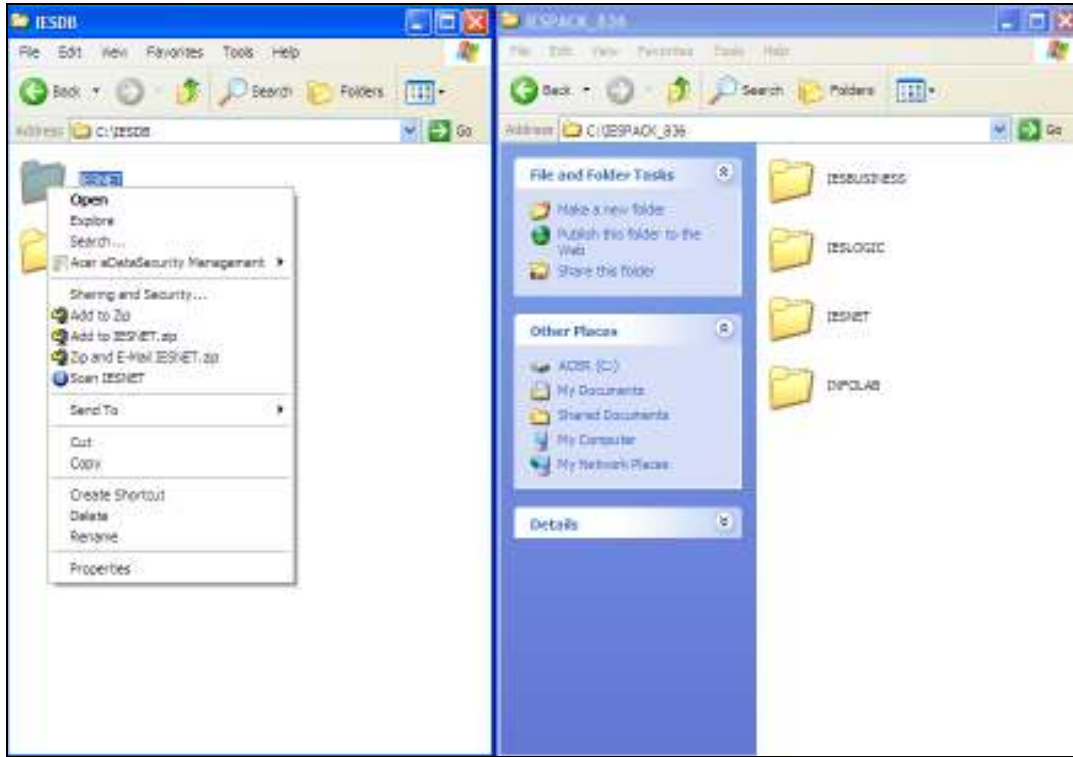 IESDB
File Edit View Favorites Tools Help
Back Search Folders
Address C:\IESDB Go
IESNET
Open
Explore
Search...
Acer eDataSecurity Management
Sharing and Security...
Add to Zip
Add to IESNET.zip
Zip and E-Mail IESNET.zip
Scan IESNET
Send To
Cut
Copy
Create Shortcut
Delete
Rename
Properties
IESPACK_836
File Edit View Favorites Tools Help
Back Search Folders
Address C:\IESPACK_836 Go
File and Folder Tasks
Make a new folder
Publish this folder to the
Web
Share this folder
Other Places
ACER (C:)
My Documents
Shared Documents
My Computer
My Network Places
Details
IESBUSINESS
IESLOGIC
IESNET
INFOLAB